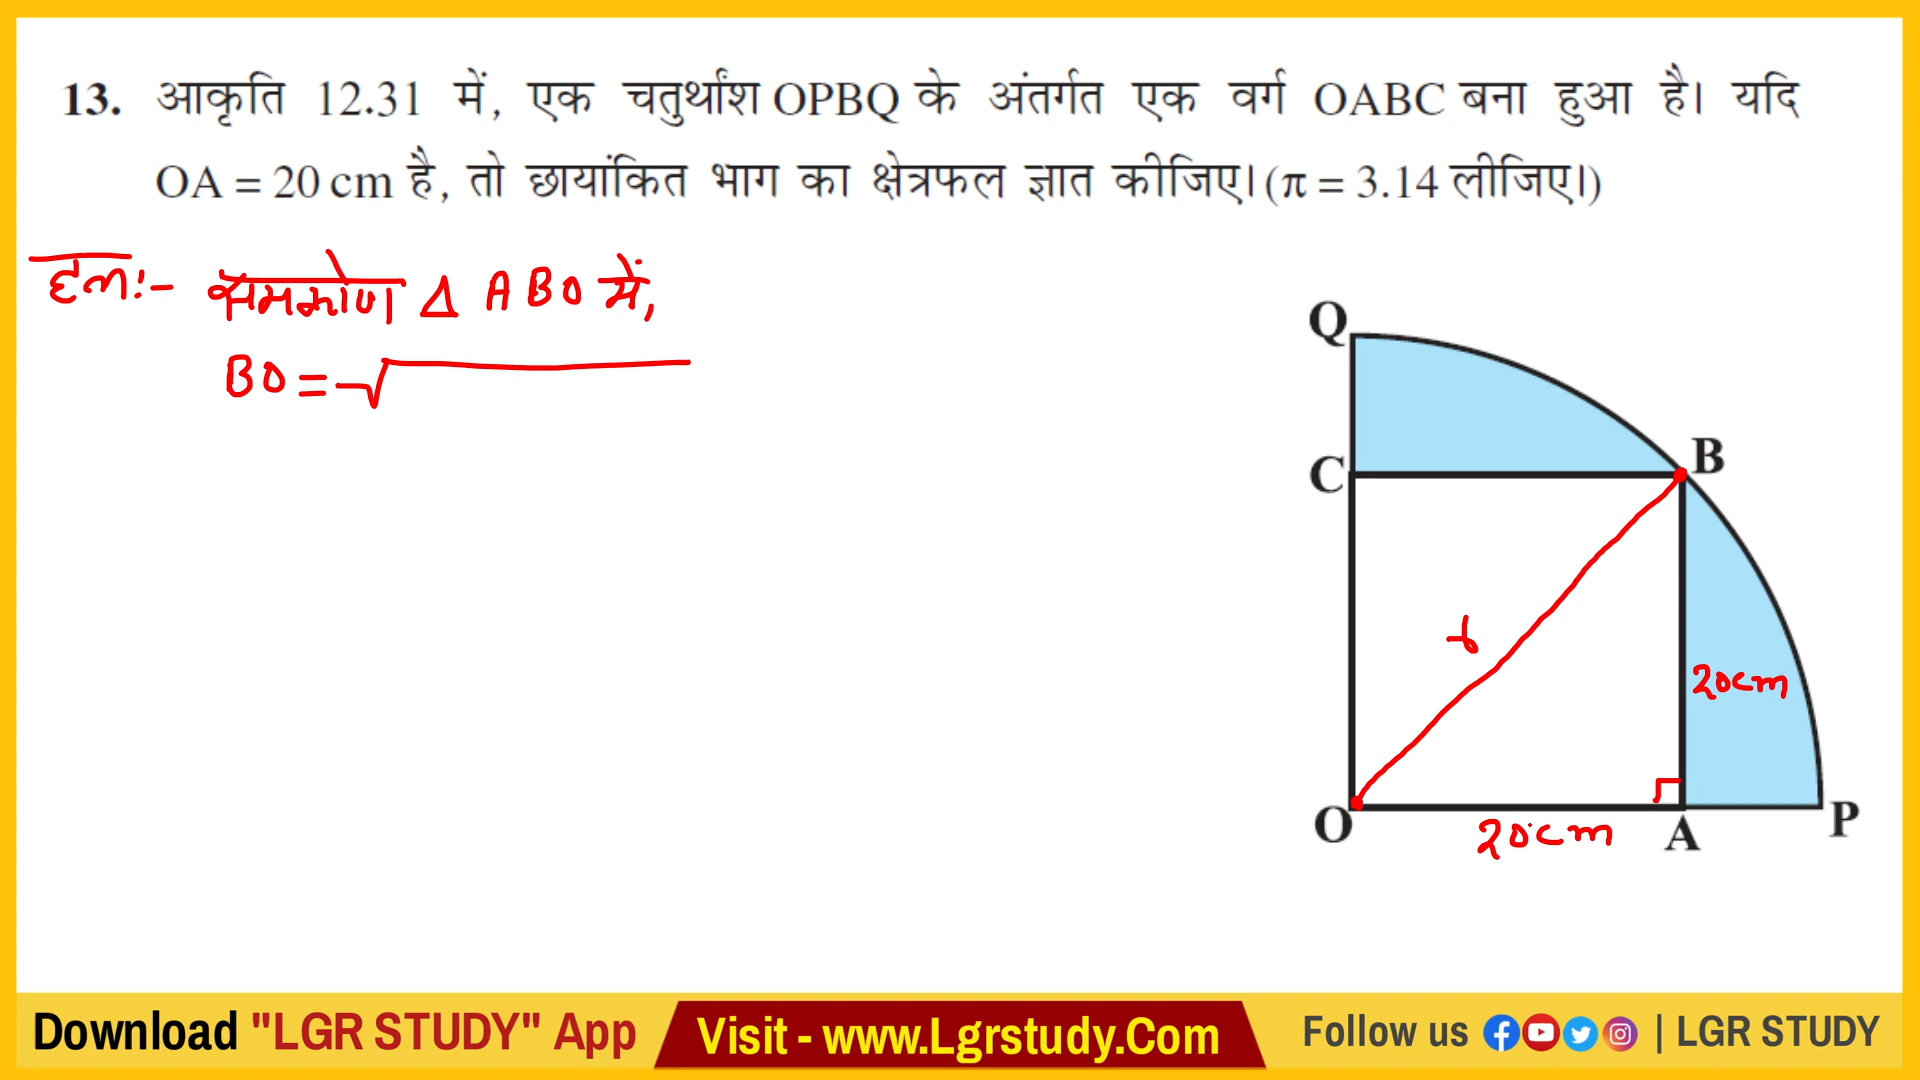 13. आकृति 12.31 में, एक चतुर्थांश OPBQ के अंतर्गत एक वर्ग OABC बना हुआ है। यदि
OA = 20 cm है, तो छायांकित भाग का क्षेत्रफल ज्ञात कीजिए। (π = 3.14 लीजिए।)
हल:- समकोण Δ ABO में,
BO = √
Q
C
B
r
20cm
O
20cm
A
P
Download "LGR STUDY" App
Visit - www.Lgrstudy.Com
Follow us | LGR STUDY